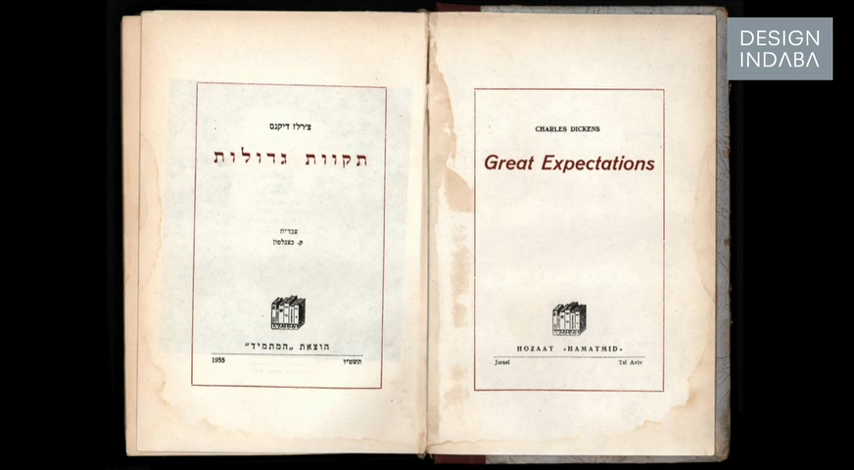 צ׳רלז דיקנס
תקוות גדולות
עברית
הוצאת „המתמיד"
1955
תשט״ו
CHARLES DICKENS
Great Expectations
HOZAAT «HAMATMID»
Israel
Tel Aviv
DESIGN
INDABA